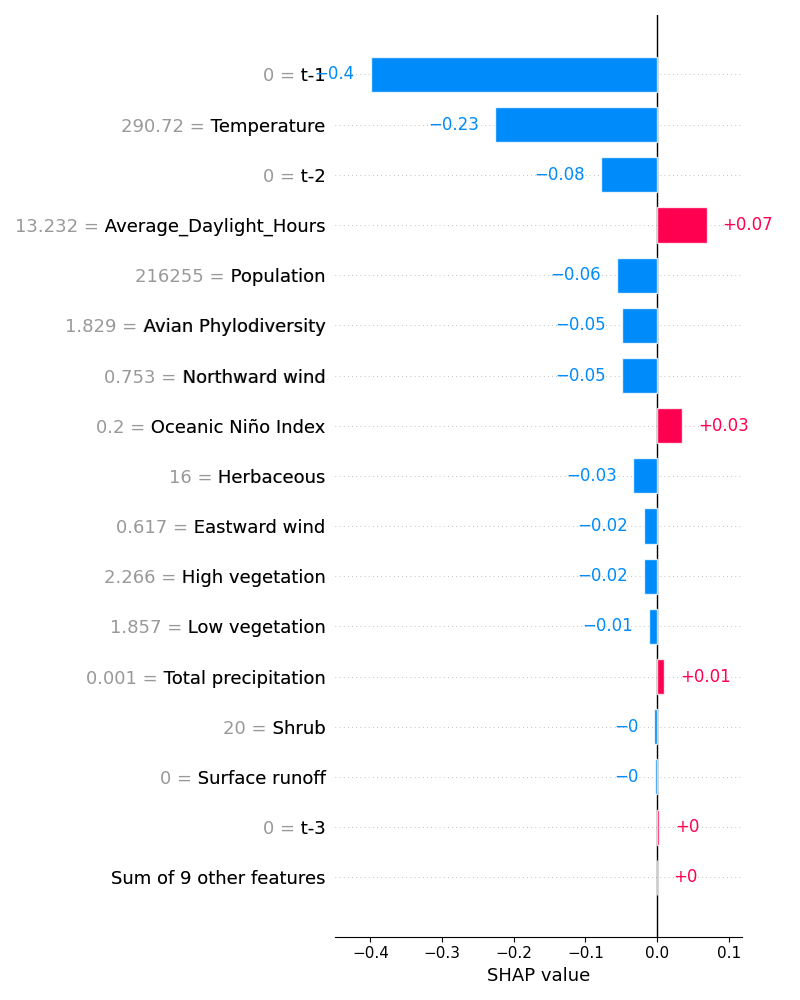 0 = t-1 −0.4
290.72 = Temperature −0.23
0 = t-2 −0.08
13.232 = Average_Daylight_Hours +0.07
216255 = Population −0.06
1.829 = Avian Phylodiversity −0.05
0.753 = Northward wind −0.05
0.2 = Oceanic Niño Index +0.03
16 = Herbaceous −0.03
0.617 = Eastward wind −0.02
2.266 = High vegetation −0.02
1.857 = Low vegetation −0.01
0.001 = Total precipitation +0.01
20 = Shrub −0
0 = Surface runoff −0
0 = t-3 +0
Sum of 9 other features +0
−0.4 −0.3 −0.2 −0.1 0.0 0.1
SHAP value